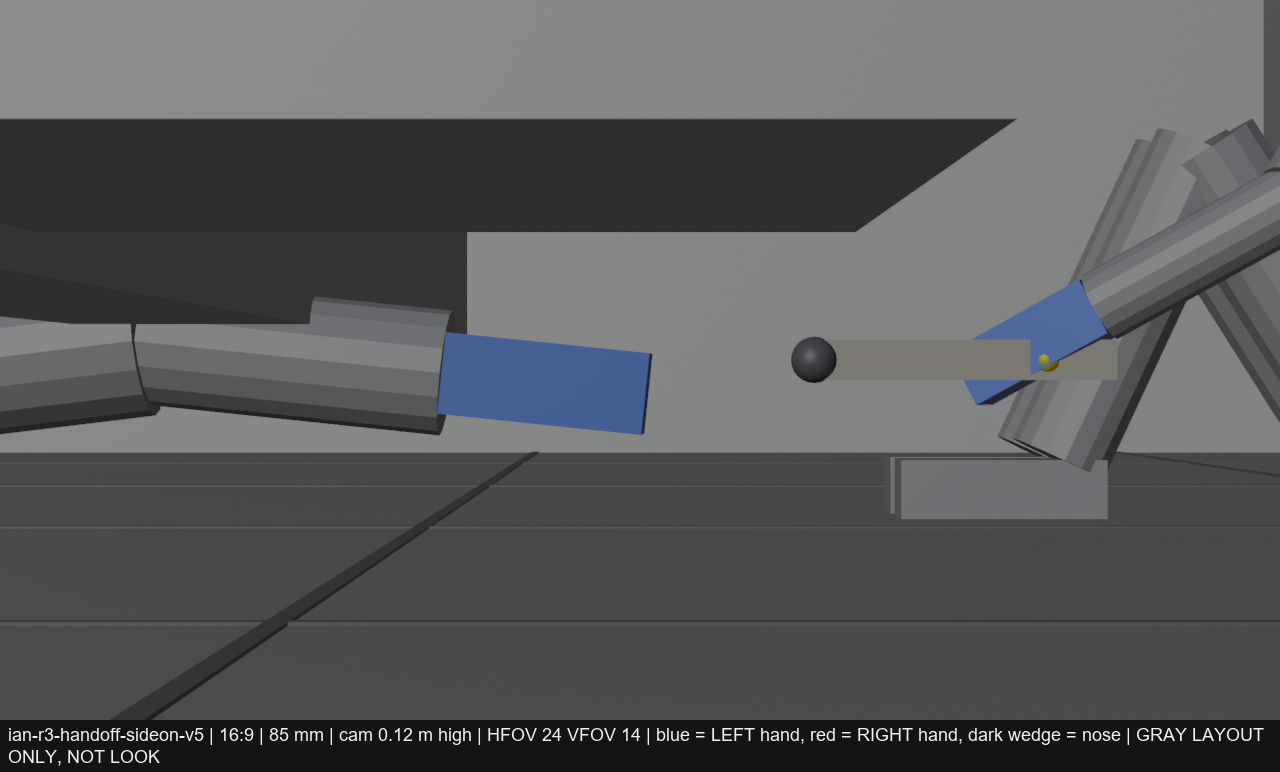 ian-r3-handoff-sideon-v5 | 16:9 | 85 mm | cam 0.12 m high | HFOV 24 VFOV 14 | blue = LEFT hand, red = RIGHT hand, dark wedge = nose | GRAY LAYOUT
ONLY, NOT LOOK